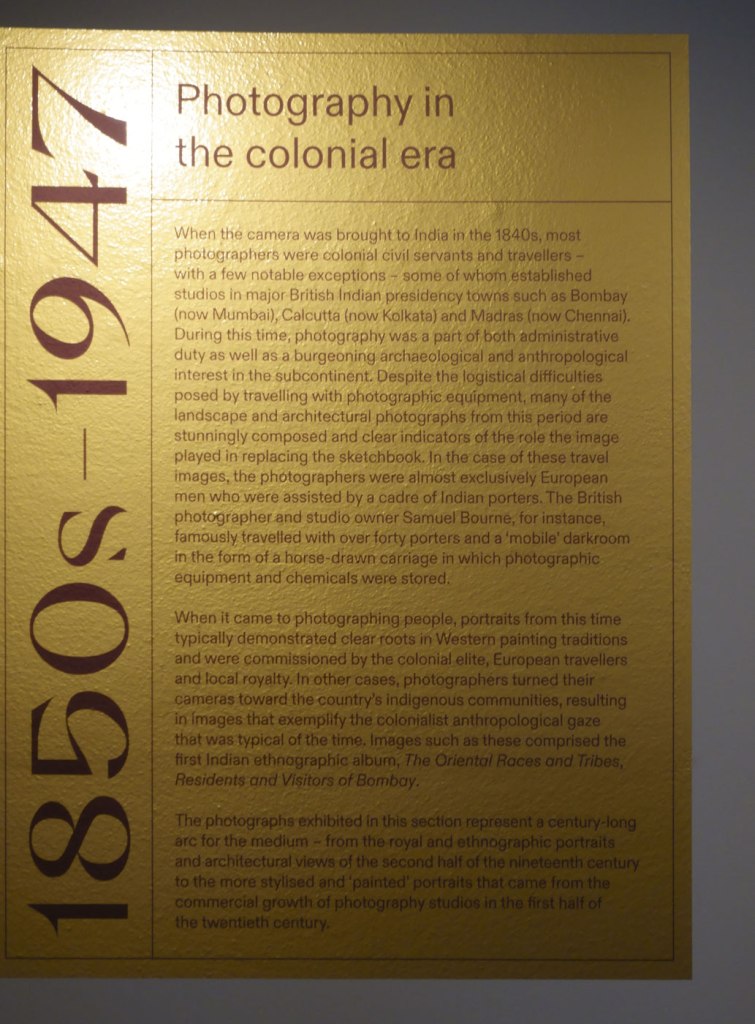 1850s – 1947
Photography in
the colonial era
When the camera was brought to India in the 1840s, most
photographers were colonial civil servants and travellers –
with a few notable exceptions – some of whom established
studios in major British Indian presidency towns such as Bombay
(now Mumbai), Calcutta (now Kolkata) and Madras (now Chennai).
During this time, photography was a part of both administrative
duty as well as a burgeoning archaeological and anthropological
interest in the subcontinent. Despite the logistical difficulties
posed by travelling with photographic equipment, many of the
landscape and architectural photographs from this period are
stunningly composed and clear indicators of the role the image
played in replacing the sketchbook. In the case of these travel
images, the photographers were almost exclusively European
men who were assisted by a cadre of Indian porters. The British
photographer and studio owner Samuel Bourne, for instance,
famously travelled with over forty porters and a ‘mobile’ darkroom
in the form of a horse-drawn carriage in which photographic
equipment and chemicals were stored.
When it came to photographing people, portraits from this time
typically demonstrated clear roots in Western painting traditions
and were commissioned by the colonial elite, European travellers
and local royalty. In other cases, photographers turned their
cameras toward the country’s indigenous communities, resulting
in images that exemplify the colonialist anthropological gaze
that was typical of the time. Images such as these comprised the
first Indian ethnographic album, The Oriental Races and Tribes,
Residents and Visitors of Bombay.
The photographs exhibited in this section represent a century-long
arc for the medium – from the royal and ethnographic portraits
and architectural views of the second half of the nineteenth century
to the more stylised and ‘painted’ portraits that came from the
commercial growth of photography studios in the first half of
the twentieth century.